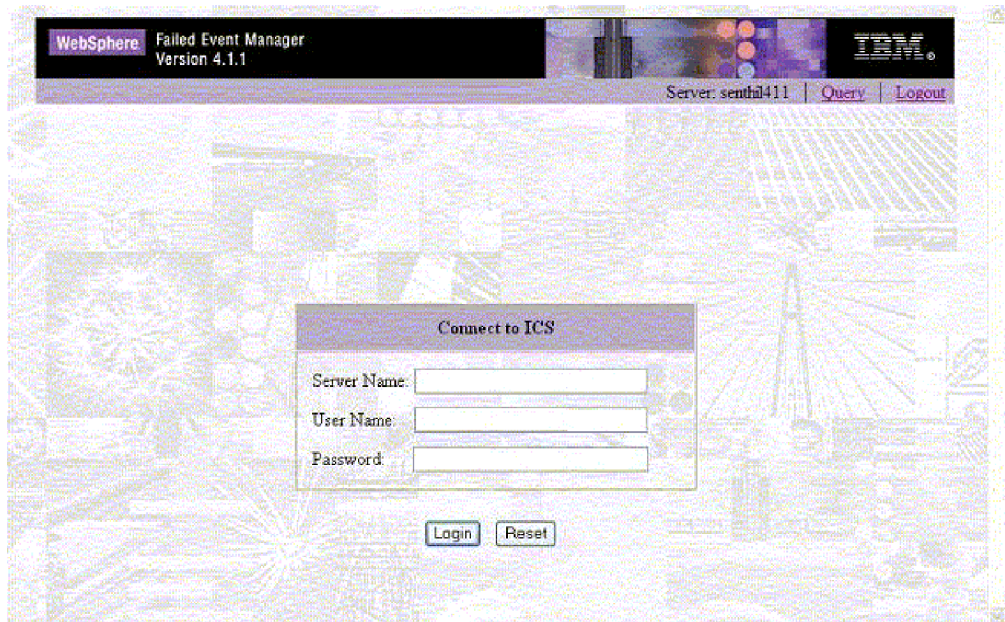 WebSphere Failed Event Manager
Version 4.1.1
IBM®
Server: senthil411 | Query | Logout
Connect to ICS
Server Name:
User Name:
Password:
Login Reset